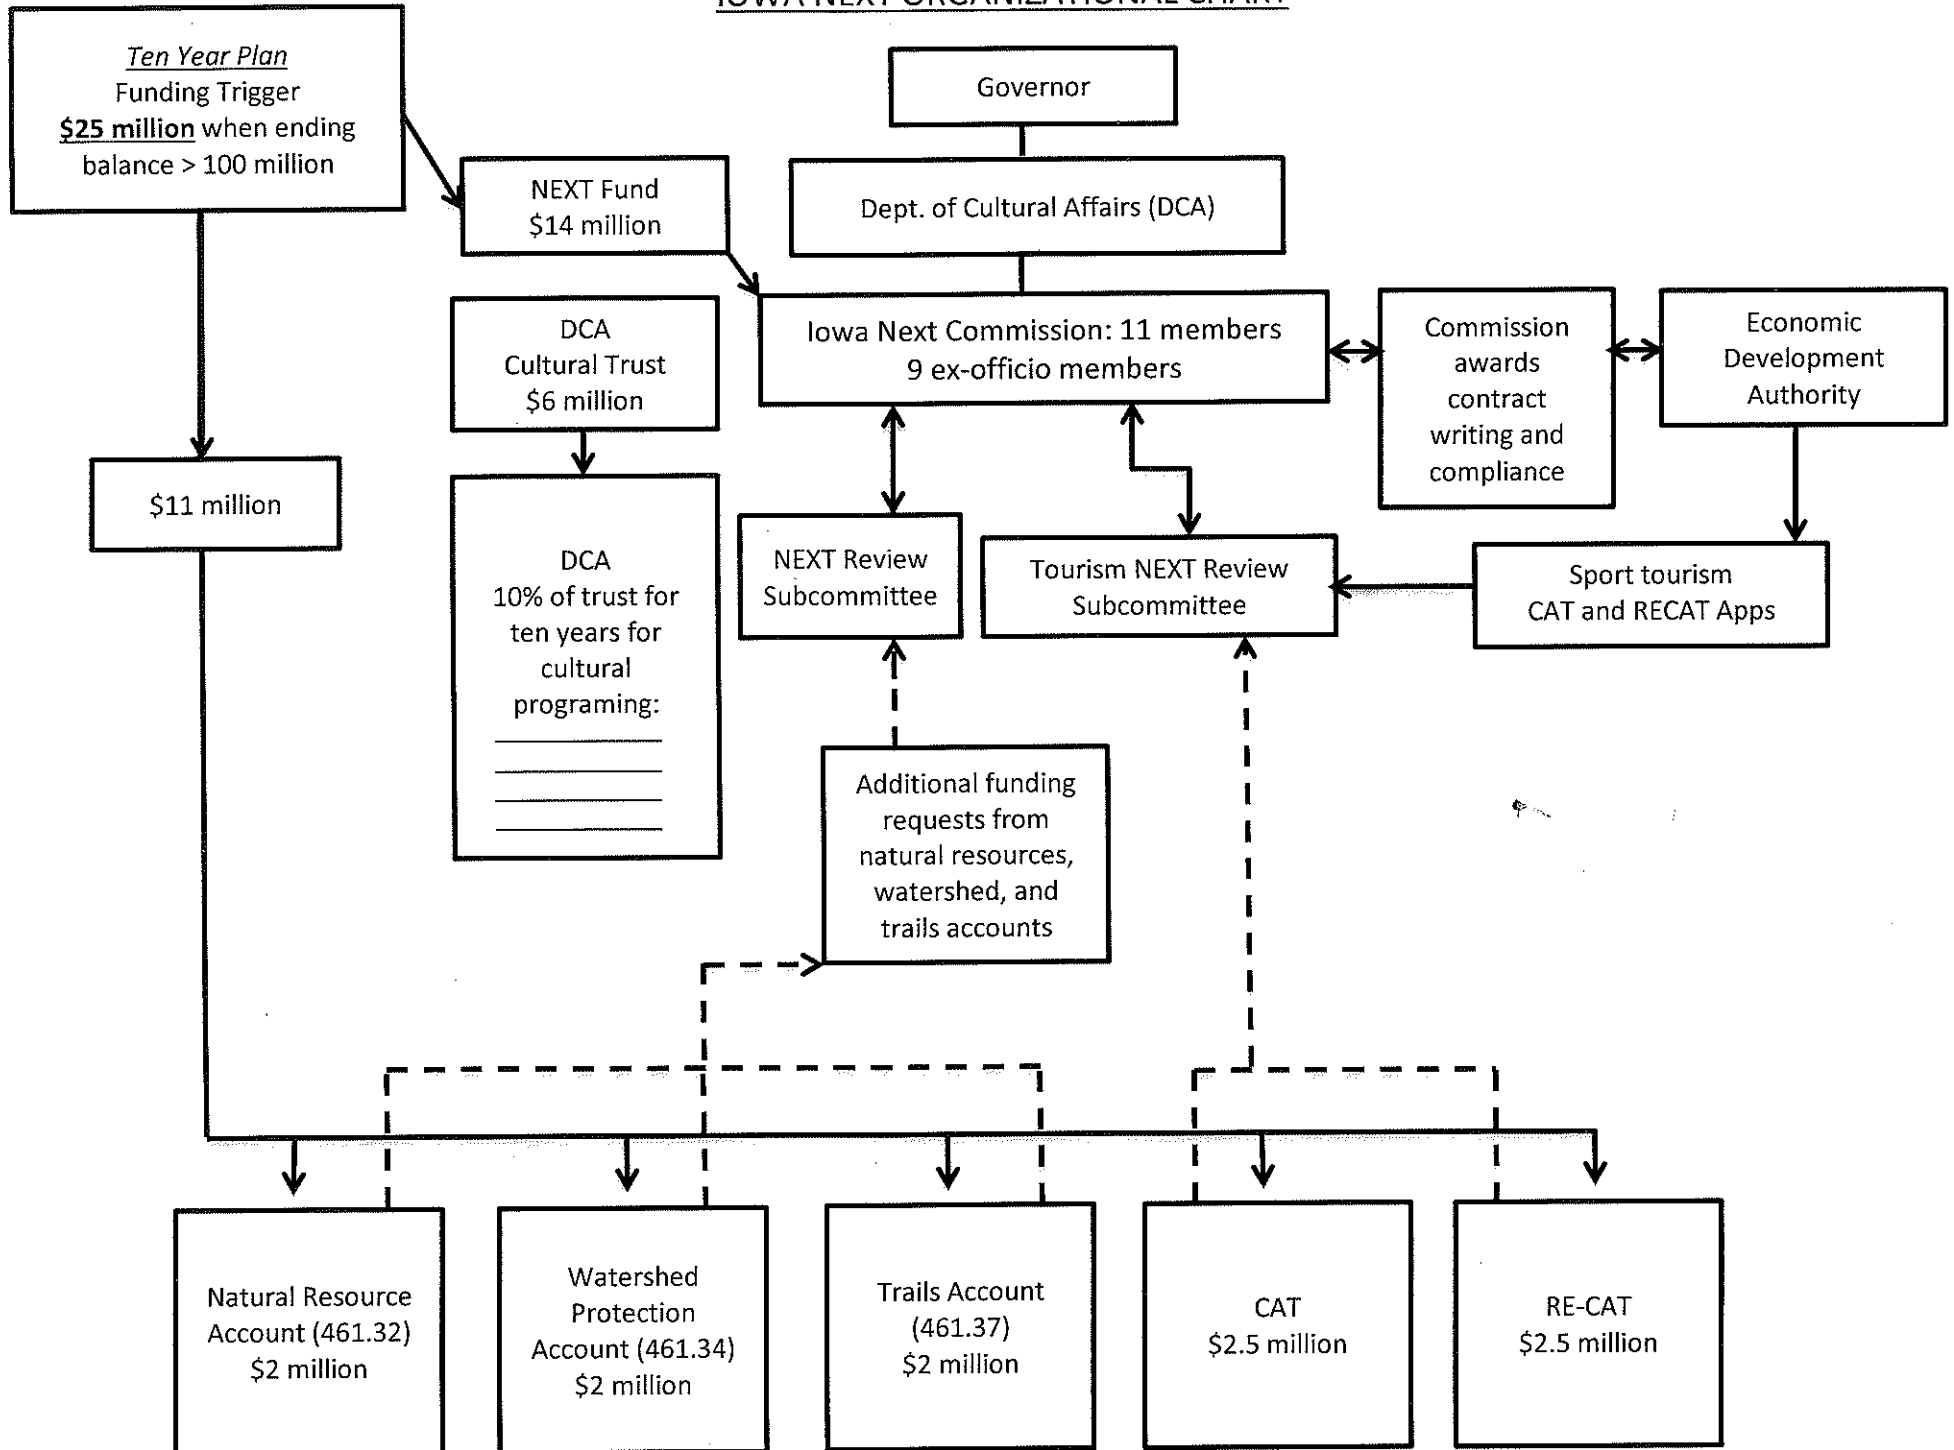 IOWA NEXT ORGANIZATIONAL CHART
Ten Year Plan
Funding Trigger
$25 million when ending
balance > 100 million
Governor
NEXT Fund
$14 million
Dept. of Cultural Affairs (DCA)
DCA
Cultural Trust
$6 million
Iowa Next Commission: 11 members
9 ex-officio members
Commission
awards
contract
writing and
compliance
Economic
Development
Authority
$11 million
DCA
10% of trust for
ten years for
cultural
programing:
NEXT Review
Subcommittee
Tourism NEXT Review
Subcommittee
Sport tourism
CAT and RECAT Apps
Additional funding
requests from
natural resources,
watershed, and
trails accounts
Natural Resource
Account (461.32)
$2 million
Watershed
Protection
Account (461.34)
$2 million
Trails Account
(461.37)
$2 million
CAT
$2.5 million
RE-CAT
$2.5 million